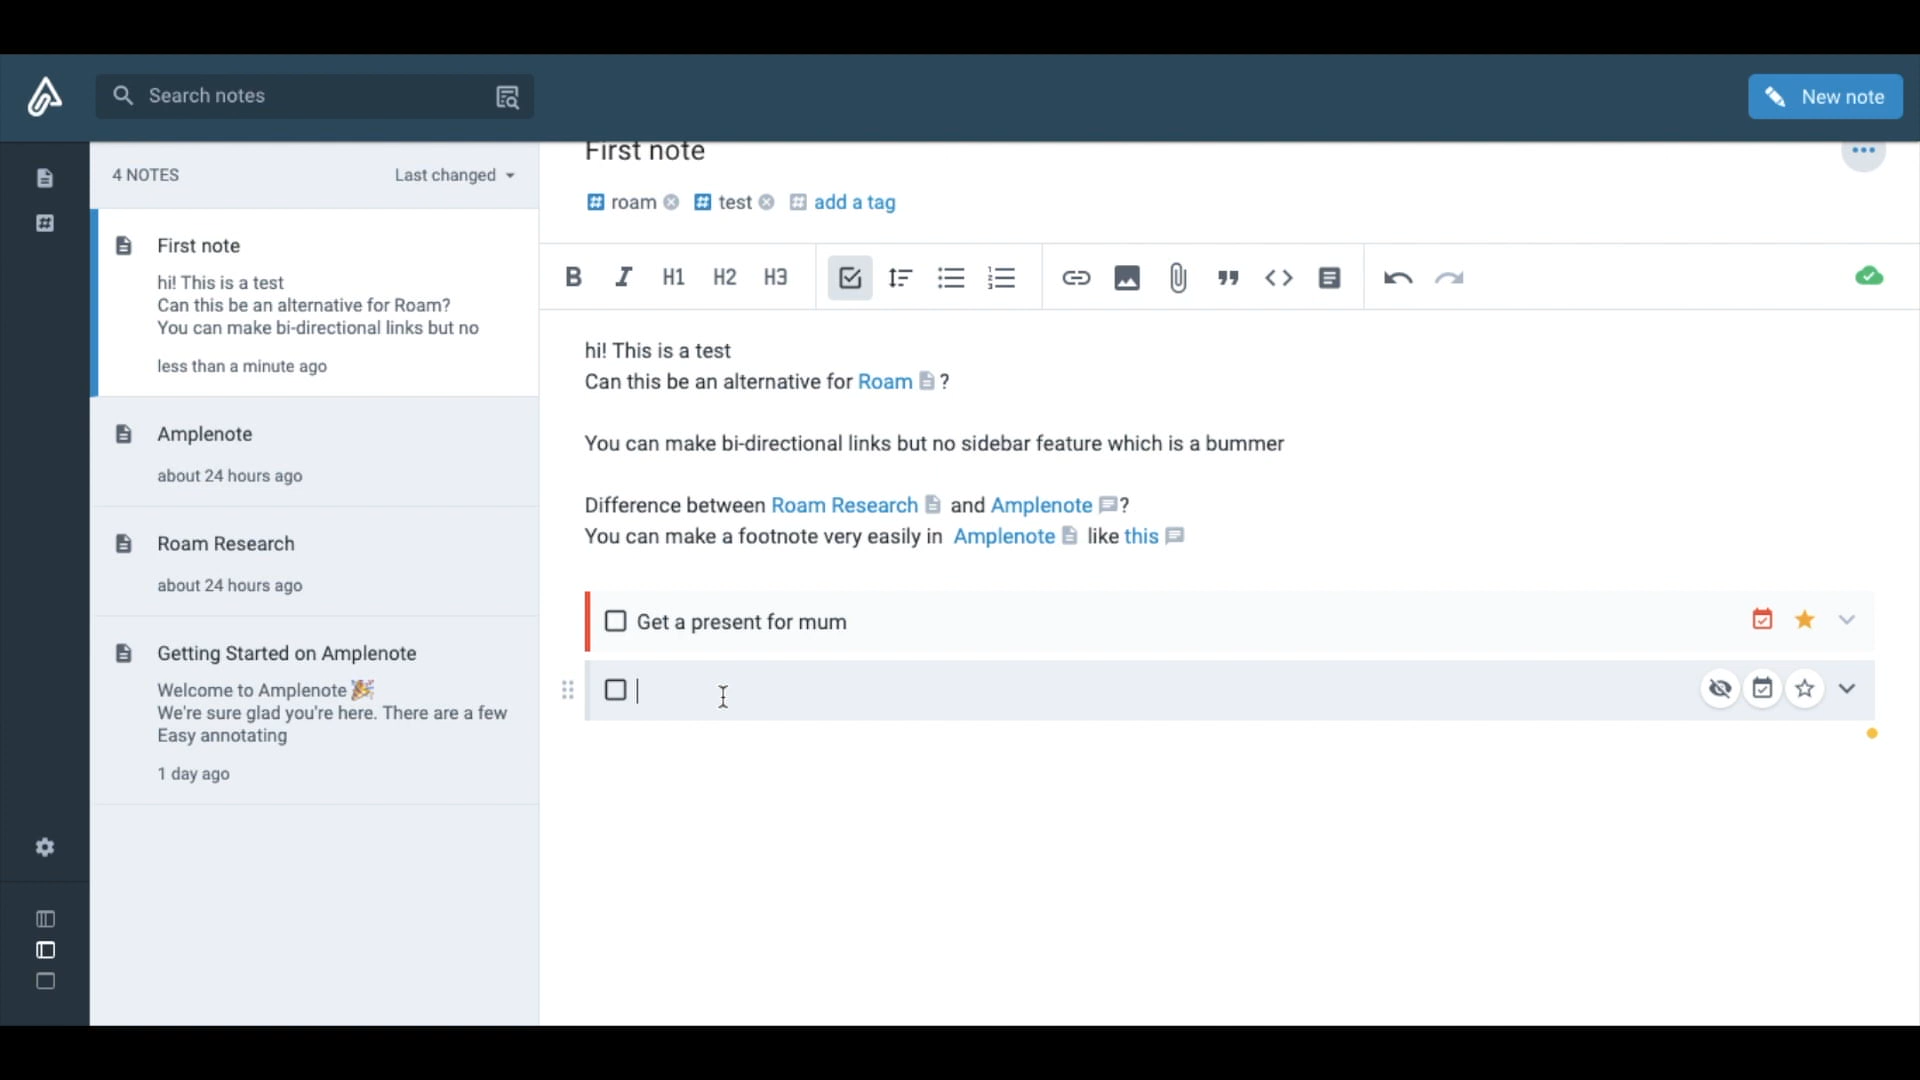 Search notes
New note
4 NOTES
Last changed
First note
hi! This is a test
Can this be an alternative for Roam?
You can make bi-directional links but no
less than a minute ago
Amplenote
about 24 hours ago
Roam Research
about 24 hours ago
Getting Started on Amplenote
Welcome to Amplenote 🎉
We're sure glad you're here. There are a few
Easy annotating
1 day ago
First note
roam test add a tag
B I H1 H2 H3
hi! This is a test
Can this be an alternative for Roam ?
You can make bi-directional links but no sidebar feature which is a bummer
Difference between Roam Research and Amplenote ?
You can make a footnote very easily in Amplenote like this
Get a present for mum